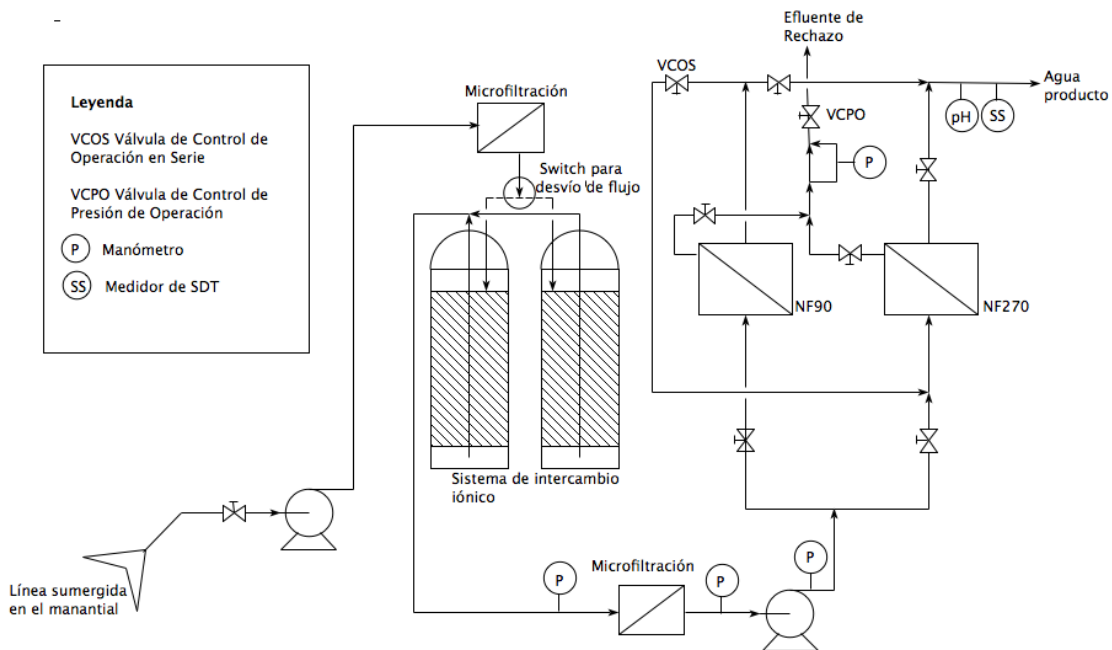 Leyenda
VCOS Válvula de Control de
Operación en Serie
VCPO Válvula de Control de
Presión de Operación
P Manómetro
SS Medidor de SDT
Microfiltración
Switch para
desvío de flujo
Sistema de intercambio
iónico
Línea sumergida
en el manantial
P
Microfiltración
P
P
VCOS
Efluente de
Rechazo
VCPO
P
Agua
producto
pH
SS
NF90
NF270